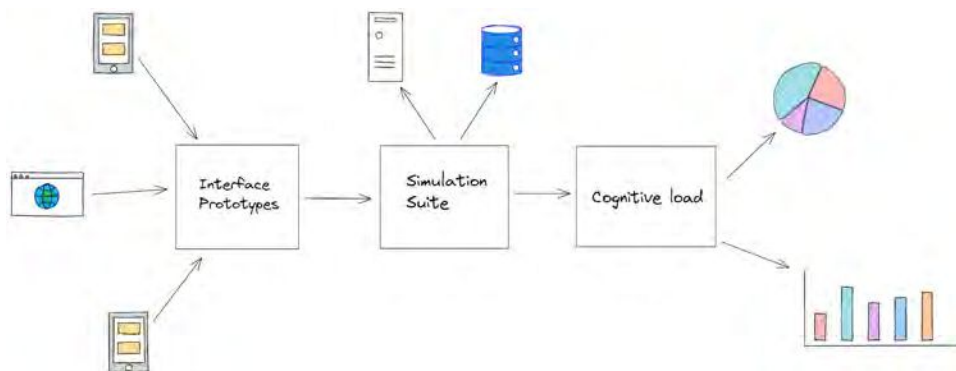 Interface
Prototypes
Simulation
Suite
Cognitive load